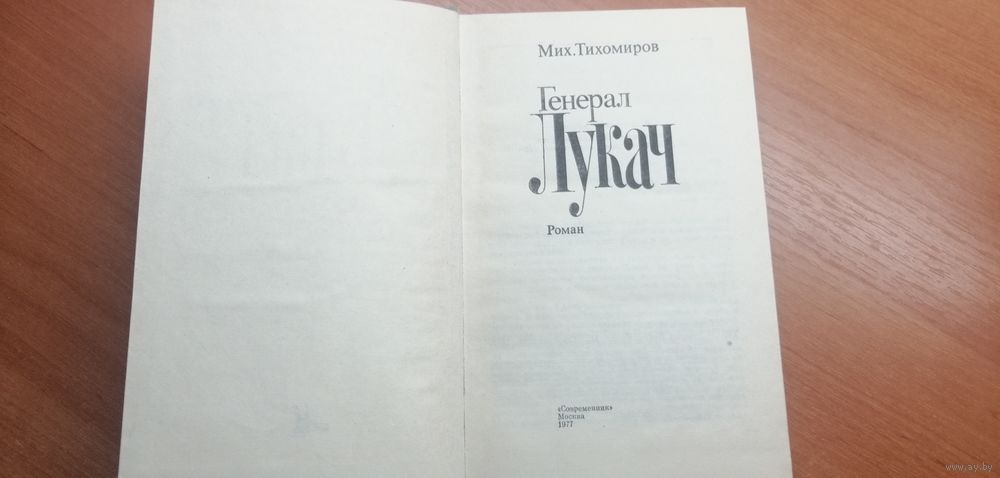 Мих.Тихомиров
Генерал
Лукач
Роман
«Современник»
Москва
1977
www.ay.by